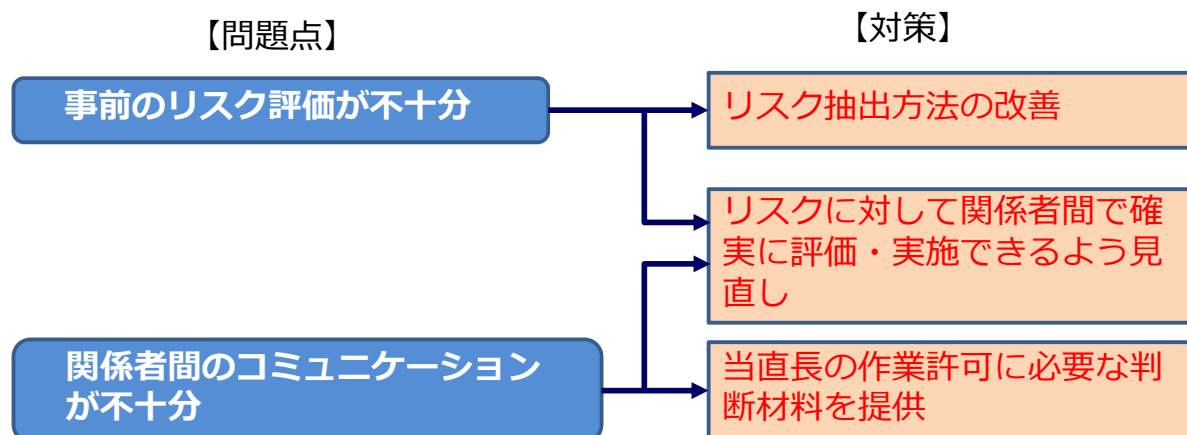 【問題点】
【対策】
事前のリスク評価が不十分
リスク抽出方法の改善
リスクに対して関係者間で確
実に評価・実施できるよう見
直し
関係者間のコミュニケーション
が不十分
当直長の作業許可に必要な判
断材料を提供